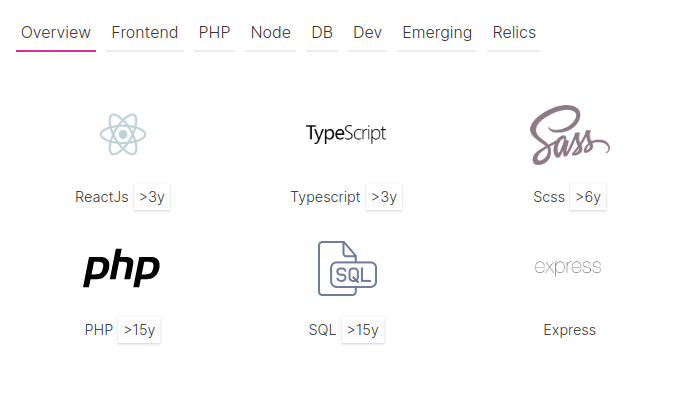 Overview Frontend PHP Node DB Dev Emerging Relics
TypeScript Sass
ReactJs >3y Typescript >3y Scss >6y
php SQL express
PHP >15y SQL >15y Express